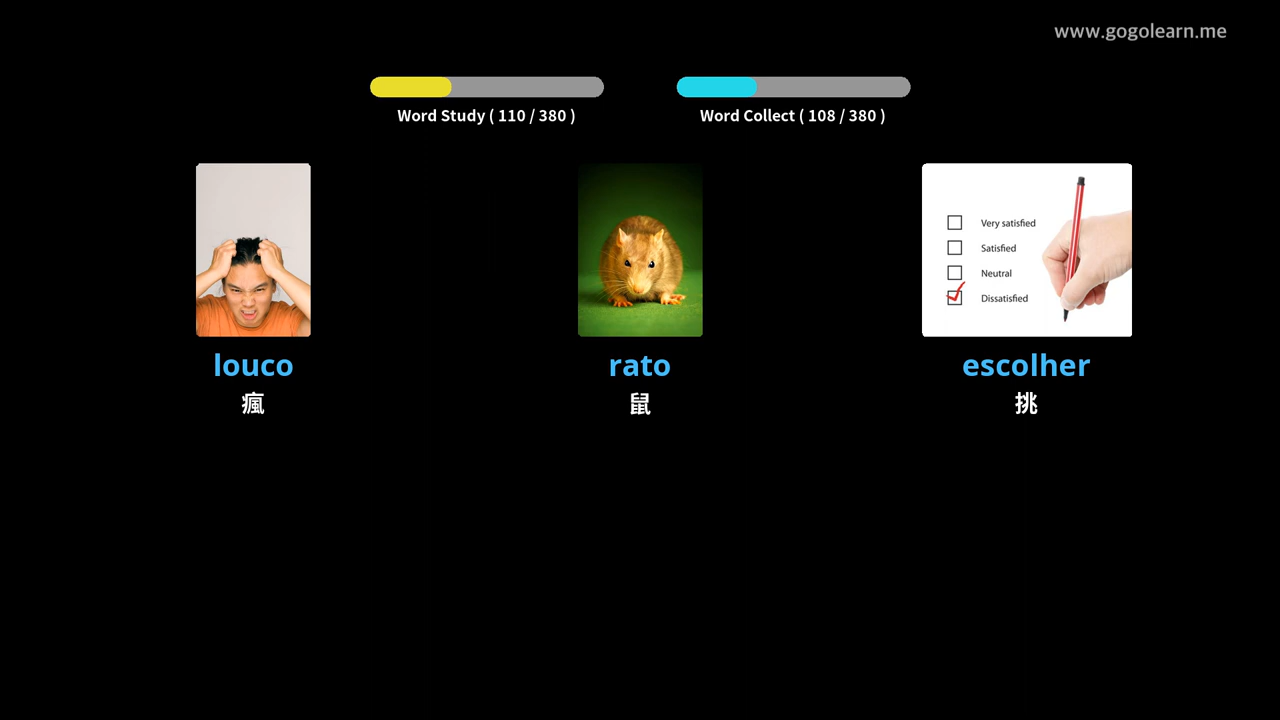 www.gogolearn.me
Word Study ( 110 / 380 )
Word Collect ( 108 / 380 )
Very satisfied
Satisfied
Neutral
Dissatisfied
louco
rato
escolher
瘋
鼠
挑